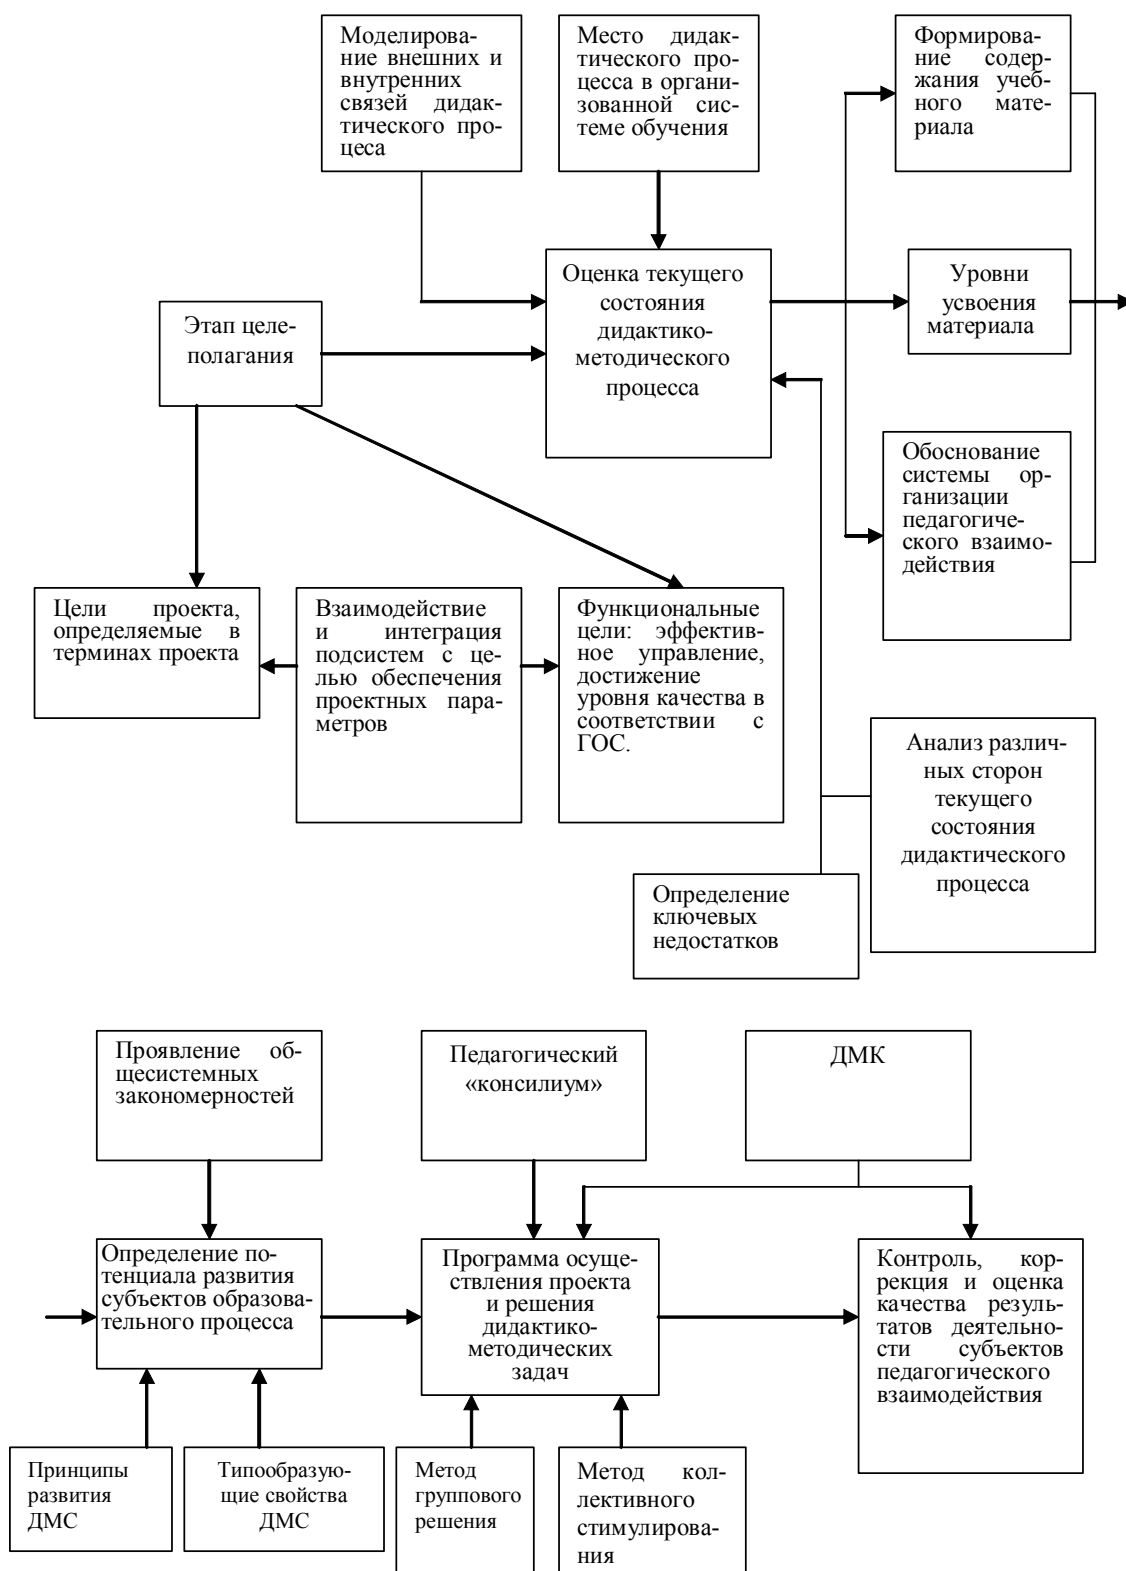 Моделирова-
ние внешних и
внутренних
связей дидак-
тического про-
цеса
Место дидак-
тического про-
цесса в органи-
зованной сис-
теме обучения
Формирова-
ние содер-
жания учеб-
ного мате-
риала
Оценка текущего
состояния
дидактико-
методического
процесса
Уровни
усвоения
материала
Этап целе-
полагания
Обоснование
системы ор-
ганизации
педагогиче-
ского взаимо-
действия
Цели проекта,
определяемые в
терминах проекта
Взаимодействие
и интеграция
подсистем с це-
лью обеспечения
проектных пара-
метров
Функциональные
цели: эффектив-
ное управление,
достижение
уровня качества в
соответствии с
ГОС.
Анализ различ-
ных сторон
текущего
состояния
дидактического
процесса
Определение
ключевых
недостатков
Проявление об-
щесистемных
закономерностей
Педагогический
«консилиум»
ДМК
Определение по-
тенциала развития
субъектов образова-
тельного процесса
Программа осуще-
ствления проекта
и решения
дидактико-
методических
задач
Контроль, кор-
рекция и оценка
качества резуль-
татов деятельно-
сти субъектов
педагогического
взаимодействия
Принципы
развития
ДМС
Типообразую-
щие свойства
ДМС
Метод
группового
решения
Метод кол-
лективного
стимулирова-
ния